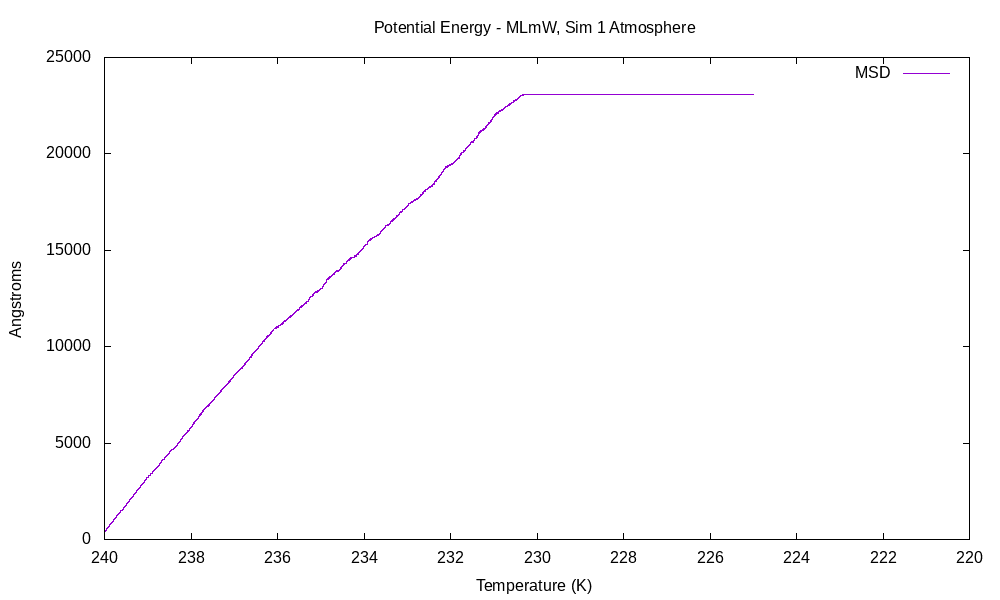 Potential Energy - MLmW, Sim 1 Atmosphere
MSD
25000
20000
15000
10000
5000
0
Angstroms
240 238 236 234 232 230 228 226 224 222 220
Temperature (K)